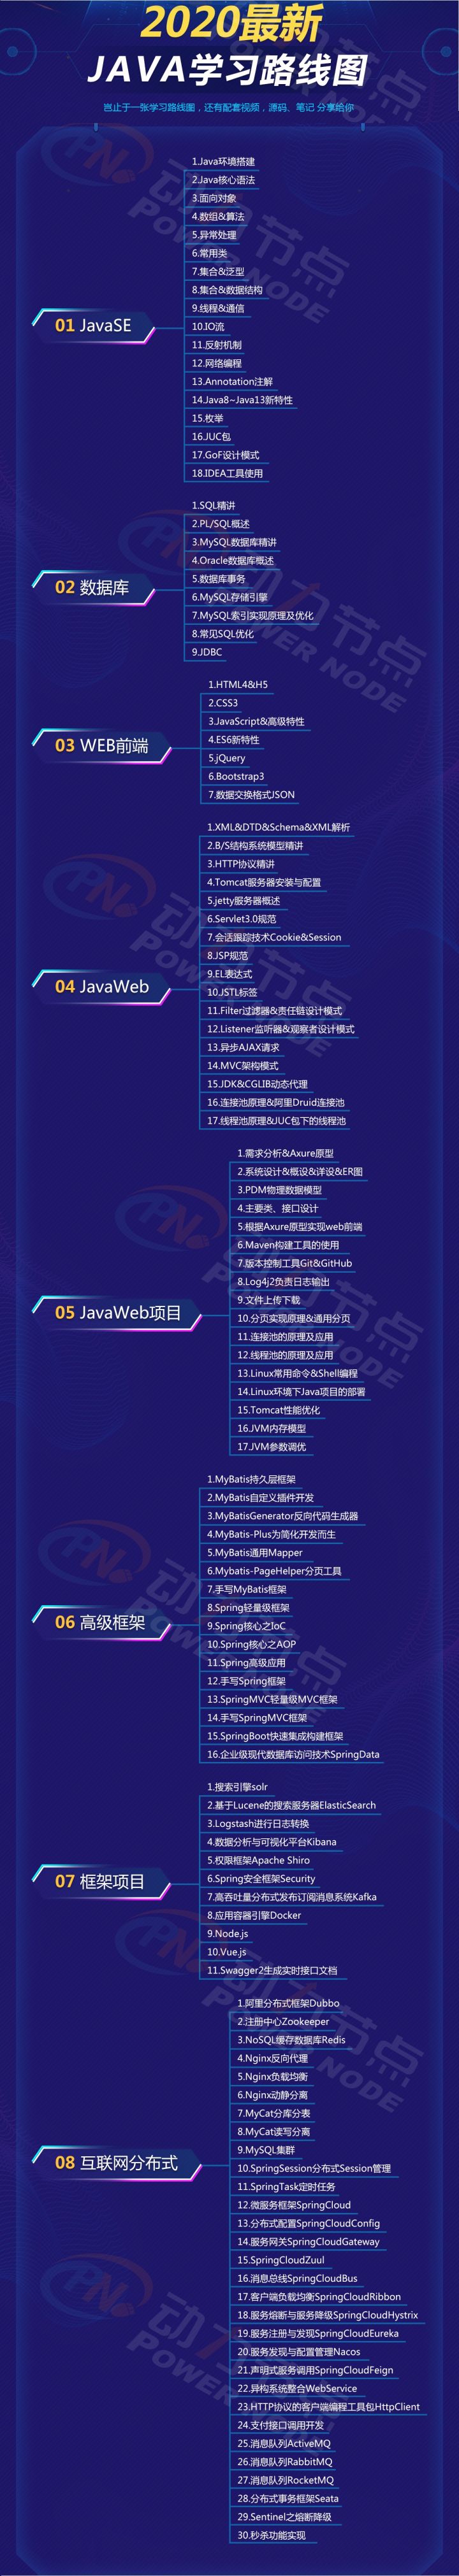 2020最新
JAVA学习路线图
岂止于一张学习路线图，还有配套视频，源码、笔记 分享给你
01 JavaSE
1.Java环境搭建
2.Java核心语法
3.面向对象
4.数组&算法
5.异常处理
6.常用类
7.集合&泛型
8.集合&数据结构
9.线程&通信
10.IO流
11.反射机制
12.网络编程
13.Annotation注解
14.Java8~Java13新特性
15.枚举
16.JUC包
17.GoF设计模式
18.IDEA工具使用
02 数据库
1.SQL精讲
2.PL/SQL概述
3.MySQL数据库精讲
4.Oracle数据库概述
5.数据库事务
6.MySQL存储引擎
7.MySQL索引实现原理及优化
8.常见SQL优化
9.JDBC
03 WEB前端
1.HTML4&H5
2.CSS3
3.JavaScript&高级特性
4.ES6新特性
5.jQuery
6.Bootstrap3
7.数据交换格式JSON
04 JavaWeb
1.XML&DTD&Schema&XML解析
2.B/S结构系统模型精讲
3.HTTP协议精讲
4.Tomcat服务器安装与配置
5.jetty服务器概述
6.Servlet3.0规范
7.会话跟踪技术Cookie&Session
8.JSP规范
9.EL表达式
10.JSTL标签
11.Filter过滤器&责任链设计模式
12.Listener监听器&观察者设计模式
13.异步AJAX请求
14.MVC架构模式
15.JDK&CGLIB动态代理
16.连接池原理&阿里Druid连接池
17.线程池原理&JUC包下的线程池
05 JavaWeb项目
1.需求分析&Axure原型
2.系统设计&概设&详设&ER图
3.PDM物理数据模型
4.主要类、接口设计
5.根据Axure原型实现web前端
6.Maven构建工具的使用
7.版本控制工具Git&GitHub
8.Log4j2负责日志输出
9.文件上传下载
10.分页实现原理&通用分页
11.连接池的原理及应用
12.线程池的原理及应用
13.Linux常用命令&Shell编程
14.Linux环境下Java项目的部署
15.Tomcat性能优化
16.JVM内存模型
17.JVM参数调优
06 高级框架
1.MyBatis持久层框架
2.MyBatis自定义插件开发
3.MyBatisGenerator反向代码生成器
4.MyBatis-Plus为简化开发而生
5.MyBatis通用Mapper
6.Mybatis-PageHelper分页工具
7.手写MyBatis框架
8.Spring轻量级框架
9.Spring核心之IoC
10.Spring核心之AOP
11.Spring高级应用
12.手写Spring框架
13.SpringMVC轻量级MVC框架
14.手写SpringMVC框架
15.SpringBoot快速集成构建框架
16.企业级现代数据库访问技术SpringData
07 框架项目
1.搜索引擎solr
2.基于Lucene的搜索服务器ElasticSearch
3.Logstash进行日志转换
4.数据分析与可视化平台Kibana
5.权限框架Apache Shiro
6.Spring安全框架Security
7.高吞吐量分布式发布订阅消息系统Kafka
8.应用容器引擎Docker
9.Node.js
10.Vue.js
11.Swagger2生成实时接口文档
08 互联网分布式
1.阿里分布式框架Dubbo
2.注册中心Zookeeper
3.NoSQL缓存数据库Redis
4.Nginx反向代理
5.Nginx负载均衡
6.Nginx动静分离
7.MyCat分库分表
8.MyCat读写分离
9.MySQL集群
10.SpringSession分布式Session管理
11.SpringTask定时任务
12.微服务框架SpringCloud
13.分布式配置SpringCloudConfig
14.服务网关SpringCloudGateway
15.SpringCloudZuul
16.消息总线SpringCloudBus
17.客户端负载均衡SpringCloudRibbon
18.服务熔断与服务降级SpringCloudHystrix
19.服务注册与发现SpringCloudEureka
20.服务发现与配置管理Nacos
21.声明式服务调用SpringCloudFeign
22.异构系统整合WebService
23.HTTP协议的客户端编程工具包HttpClient
24.支付接口调用开发
25.消息队列ActiveMQ
26.消息队列RabbitMQ
27.消息队列RocketMQ
28.分布式事务框架Seata
29.Sentinel之熔断降级
30.秒杀功能实现
动力节点
POWER NODE